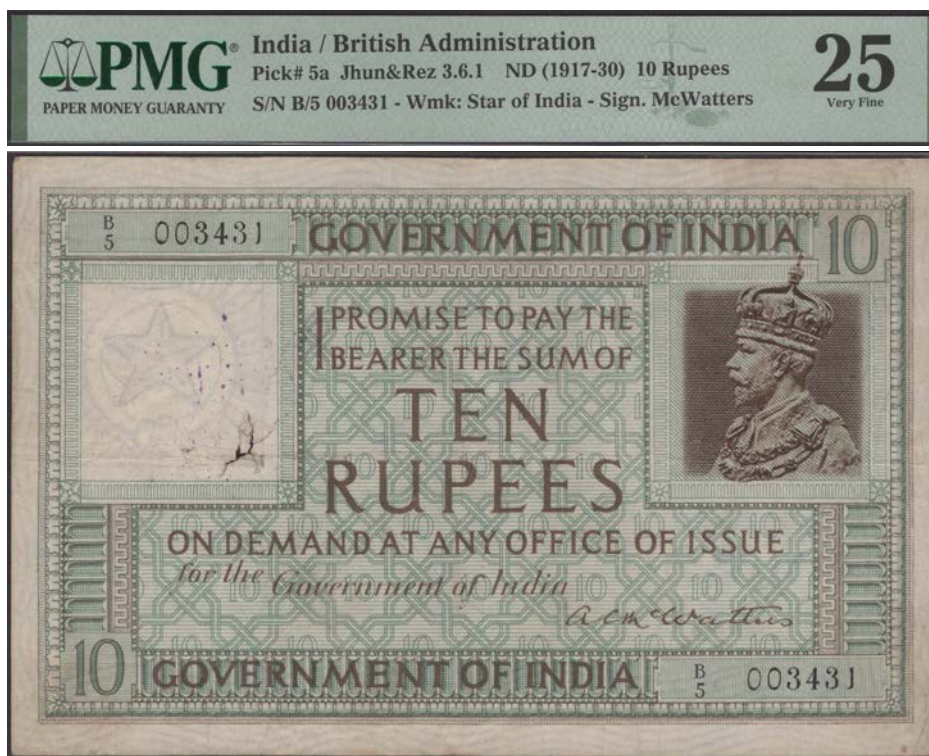 PMG®
PAPER MONEY GUARANTY
India / British Administration
Pick# 5a Jhun&Rez 3.6.1 ND (1917-30) 10 Rupees
S/N B/5 003431 - Wmk: Star of India - Sign. McWatters
25
Very Fine
B/5 003431
GOVERNMENT OF INDIA
10
I PROMISE TO PAY THE
BEARER THE SUM OF
TEN
RUPEES
ON DEMAND AT ANY OFFICE OF ISSUE
for the Government of India
A C McWatters
10
GOVERNMENT OF INDIA
B/5 003431